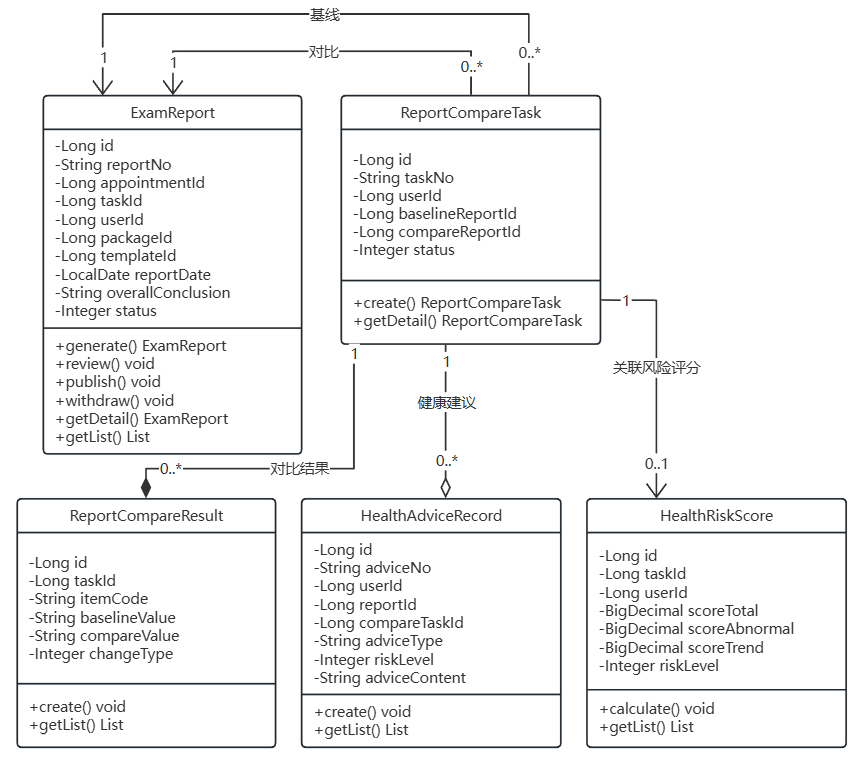 基线
1
0..*
对比
1
0..*
ExamReport
-Long id
-String reportNo
-Long appointmentId
-Long taskId
-Long userId
-Long packageId
-Long templateId
-LocalDate reportDate
-String overallConclusion
-Integer status
+generate() ExamReport
+review() void
+publish() void
+withdraw() void
+getDetail() ExamReport
+getList() List
ReportCompareTask
-Long id
-String taskNo
-Long userId
-Long baselineReportId
-Long compareReportId
-Integer status
+create() ReportCompareTask
+getDetail() ReportCompareTask
1
对比结果
0..*
1
健康建议
0..*
1
关联风险评分
0..1
ReportCompareResult
-Long id
-Long taskId
-String itemCode
-String baselineValue
-String compareValue
-Integer changeType
+create() void
+getList() List
HealthAdviceRecord
-Long id
-String adviceNo
-Long userId
-Long reportId
-Long compareTaskId
-String adviceType
-Integer riskLevel
-String adviceContent
+create() void
+getList() List
HealthRiskScore
-Long id
-Long taskId
-Long userId
-BigDecimal scoreTotal
-BigDecimal scoreAbnormal
-BigDecimal scoreTrend
-Integer riskLevel
+calculate() void
+getList() List